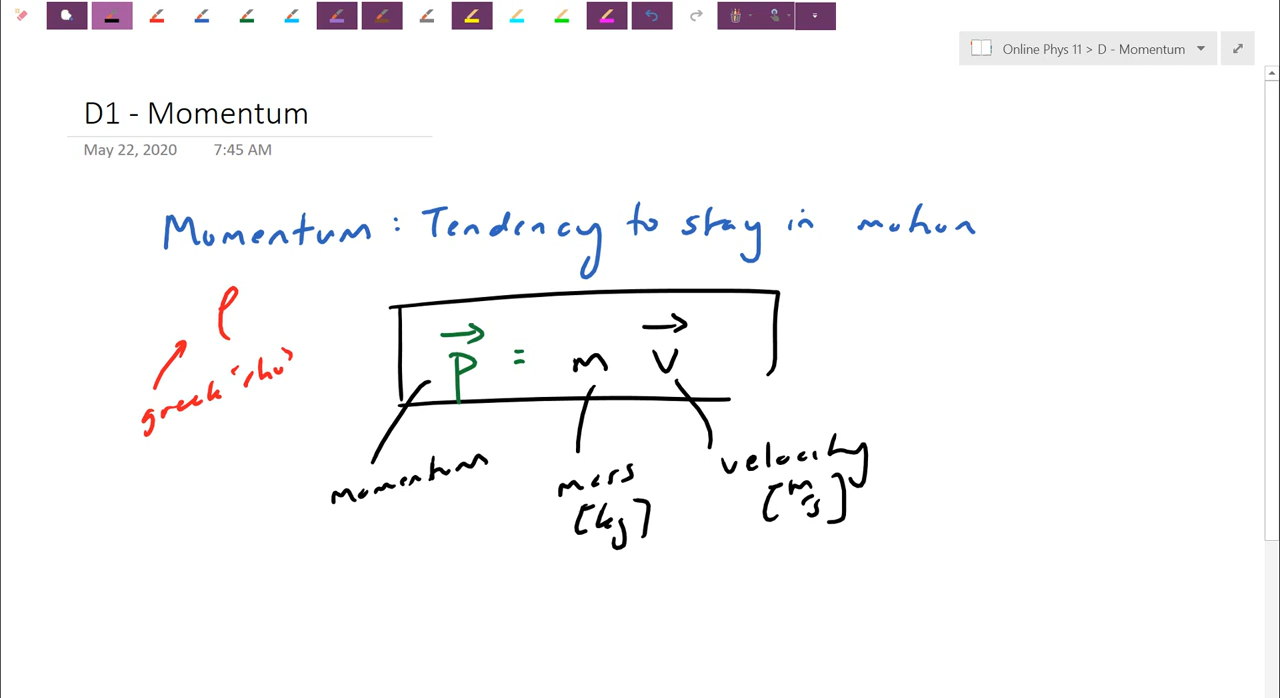 Online Phys 11 > D - Momentum
D1 - Momentum
May 22, 2020 7:45 AM
Momentum: Tendency to stay in motion
ρ
greek "rho"
P = m v
momentum
mass
[kg]
velocity
[m/s]